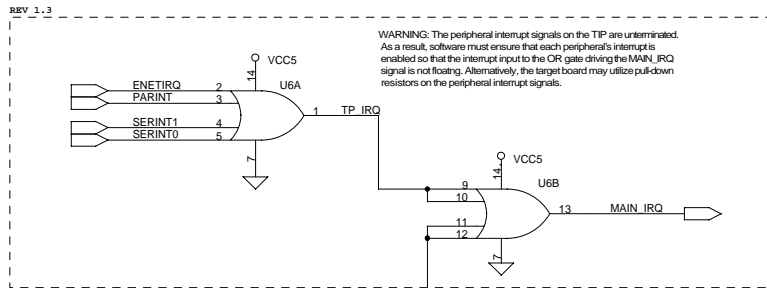 REV 1.3
WARNING: The peripheral interrupt signals on the TIP are unterminated.
As a result, software must ensure that each peripheral's interrupt is
enabled so that the interrupt input to the OR gate driving the MAIN_IRQ
signal is not floatng. Alternatively, the target board may utilize pull-down
resistors on the peripheral interrupt signals.
VCC5
14
U6A
ENETIRQ 2
PARINT 3
SERINT1 4
SERINT0 5
1 TP_IRQ
7
VCC5
14
U6B
9
10
11
12
13 MAIN_IRQ
7